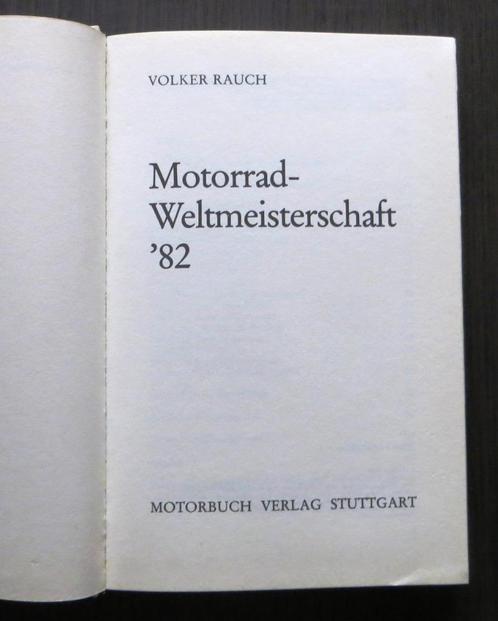 VOLKER RAUCH
Motorrad-
Weltmeisterschaft
’82
MOTORBUCH VERLAG STUTTGART